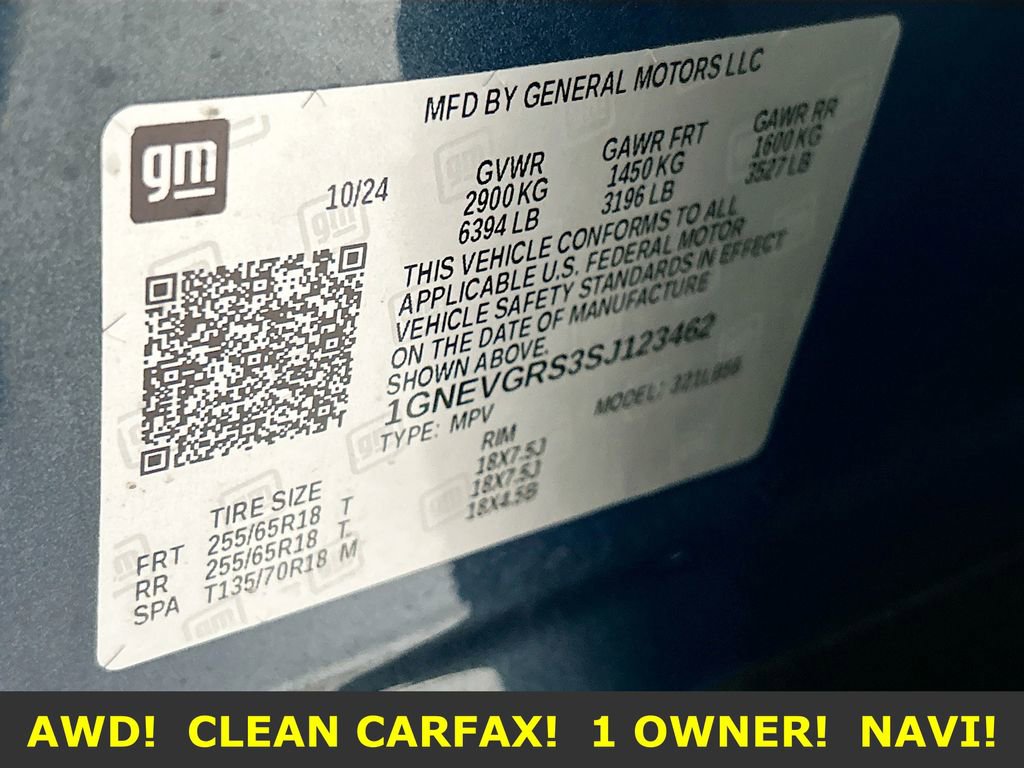 MFD BY GENERAL MOTORS LLC
gm
10/24
GVWR GAWR FRT GAWR RR
2900 KG 1450 KG 1600 KG
6394 LB 3196 LB 3527 LB
THIS VEHICLE CONFORMS TO ALL
APPLICABLE U.S. FEDERAL MOTOR
VEHICLE SAFETY STANDARDS IN EFFECT
ON THE DATE OF MANUFACTURE
SHOWN ABOVE.
1GNEVGRS3SJ123462
TYPE: MPV MODEL:
TIRE SIZE RIM
FRT 255/65R18 T 18X7.5J
RR 255/65R18 T 18X7.5J
SPA T135/70R18 M 18X4.5B
AWD! CLEAN CARFAX! 1 OWNER! NAVI!